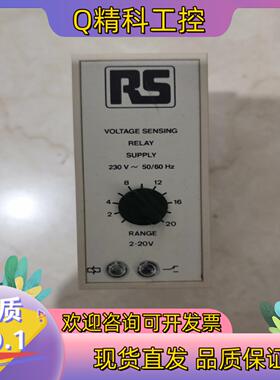 Q精科工控
RS
VOLTAGE SENSING
RELAY
SUPPLY
230 V ~ 50/60 Hz
8 12
4 16
2 20
RANGE
2-20V
质
0.1
欢迎咨询可开发票
现货直发 品质保证